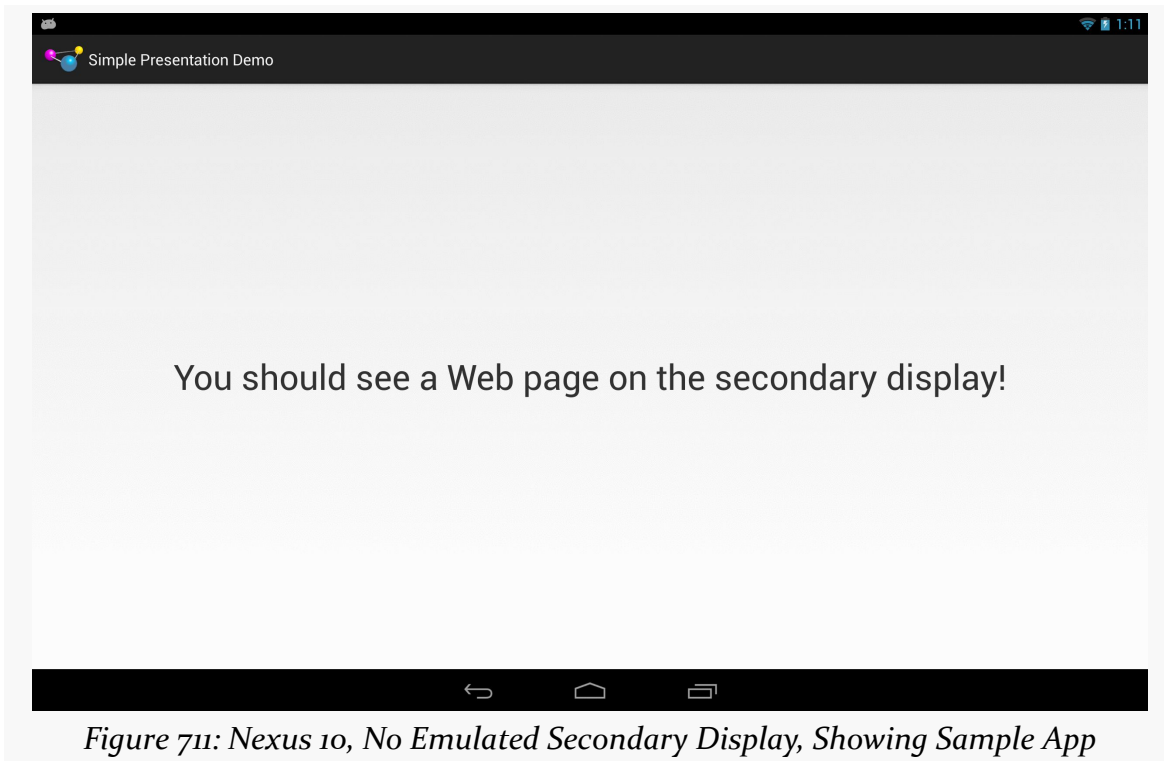 1:11
Simple Presentation Demo
You should see a Web page on the secondary display!
Figure 711: Nexus 10, No Emulated Secondary Display, Showing Sample App